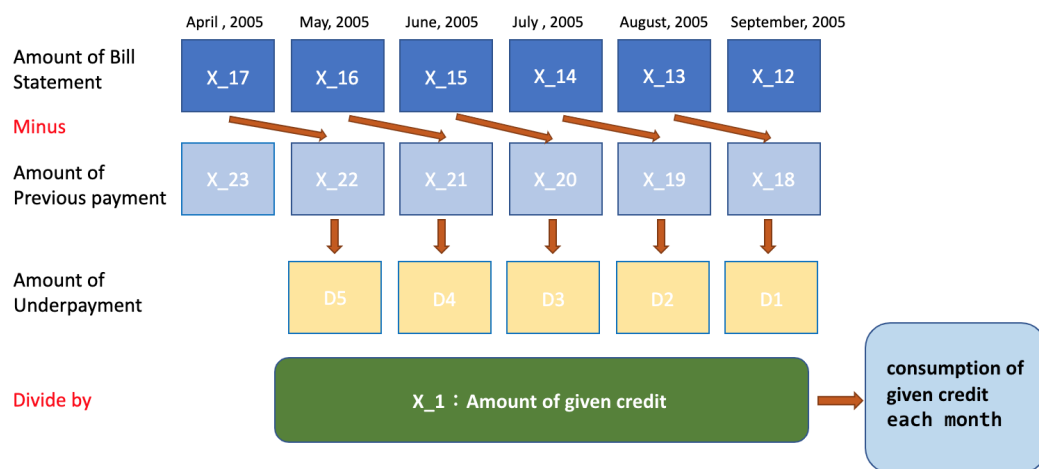 April , 2005 May, 2005 June, 2005 July , 2005 August, 2005 September, 2005
Amount of Bill
Statement
X_17 X_16 X_15 X_14 X_13 X_12
Minus
Amount of
Previous payment
X_23 X_22 X_21 X_20 X_19 X_18
Amount of
Underpayment
D5 D4 D3 D2 D1
Divide by
X_1：Amount of given credit
consumption of
given credit
each month